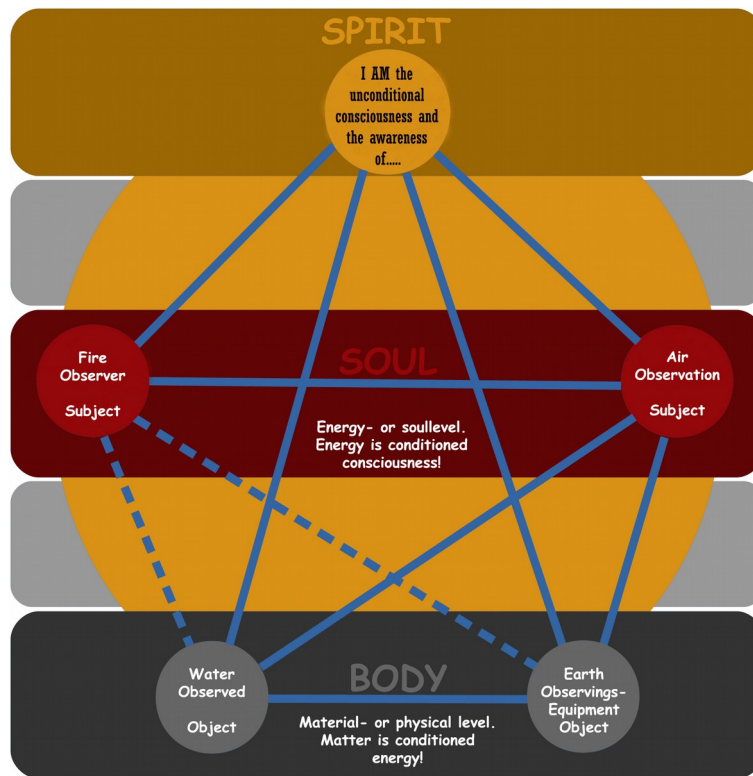 SPIRIT
I AM the
unconditional
consciousness and
the awareness
of.....
Fire
Observer
Subject
SOUL
Air
Observation
Subject
Energy- or soullevel.
Energy is conditioned
consciousness!
Water
Observed
Object
BODY
Earth
Observings-
Equipment
Object
Material- or physical level.
Matter is conditioned
energy!